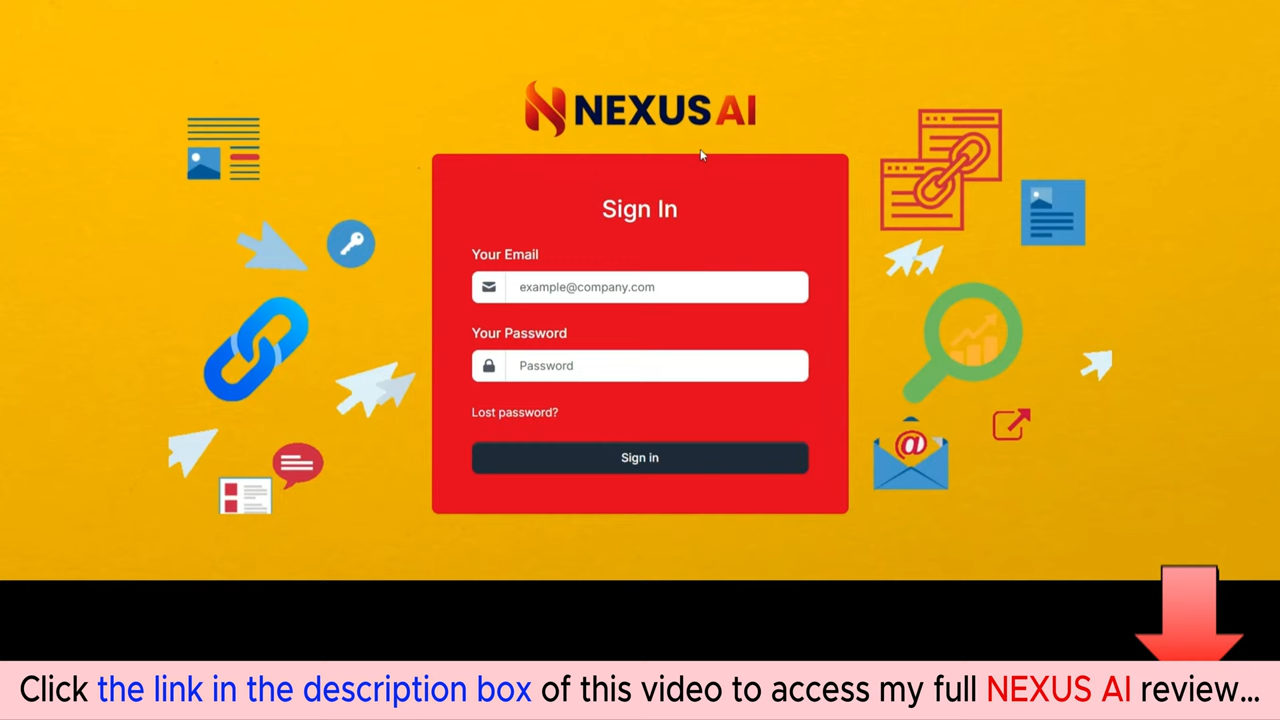 NEXUS AI
Sign In
Your Email
example@company.com
Your Password
Password
Lost password?
Sign in
@
Click the link in the description box of this video to access my full NEXUS AI review...